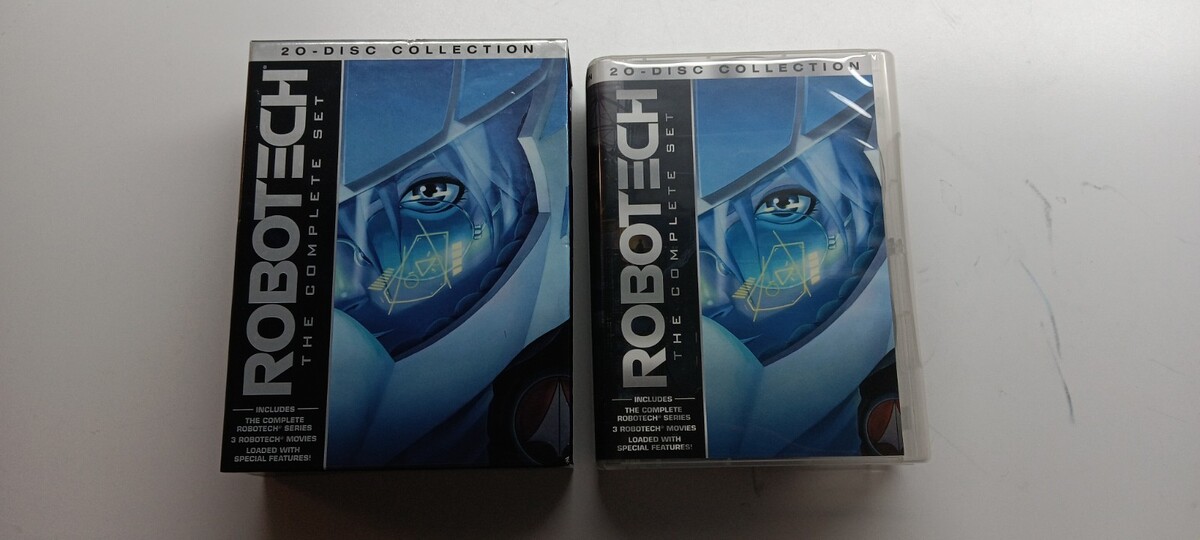 20-DISC COLLECTION
ROBOTECH®
THE COMPLETE SET
INCLUDES
THE COMPLETE
ROBOTECH® SERIES
3 ROBOTECH® MOVIES
LOADED WITH
SPECIAL FEATURES!
20-DISC COLLECTION
ROBOTECH
THE COMPLETE SET
INCLUDES
THE COMPLETE
ROBOTECH® SERIES
3 ROBOTECH® MOVIES
LOADED WITH
SPECIAL FEATURES!